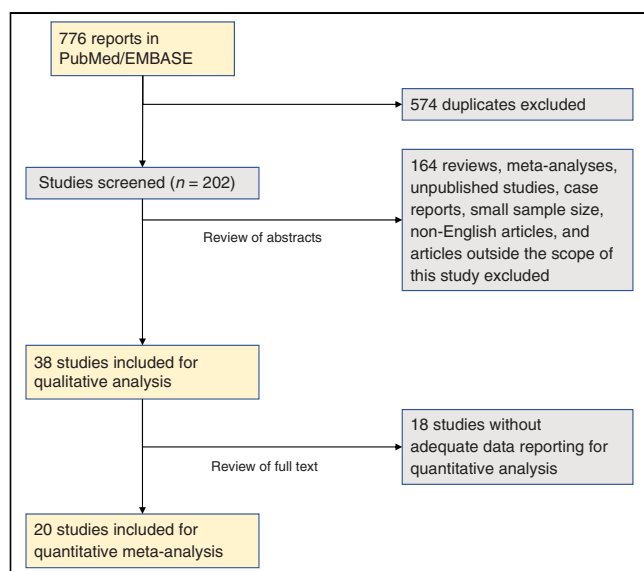 776 reports in
PubMed/EMBASE
574 duplicates excluded
Studies screened (n = 202)
164 reviews, meta-analyses,
unpublished studies, case
reports, small sample size,
non-English articles, and
articles outside the scope of
this study excluded
Review of abstracts
38 studies included for
qualitative analysis
18 studies without
adequate data reporting for
quantitative analysis
Review of full text
20 studies included for
quantitative meta-analysis